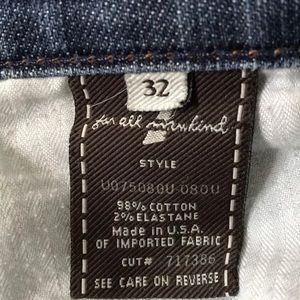 32
for all mankind
7
STYLE
U075080U-080U
98% COTTON
2% ELASTANE
Made in U.S.A.
OF IMPORTED FABRIC
CUT# 717386
SEE CARE ON REVERSE